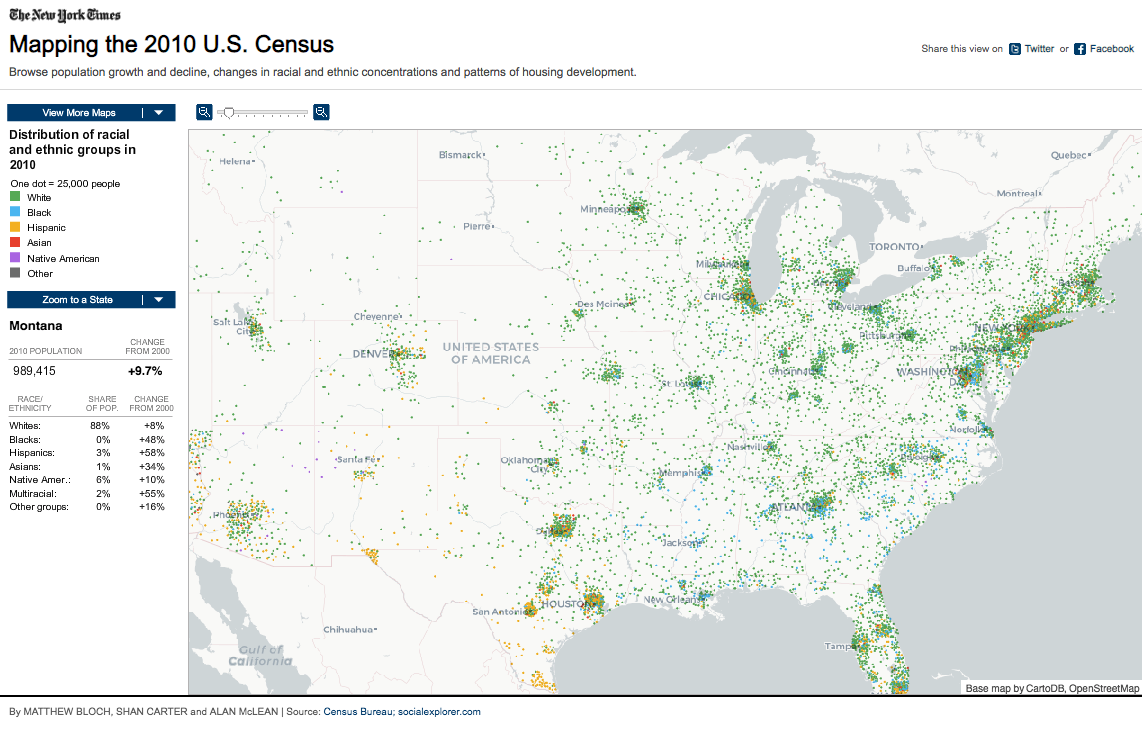 The New York Times
Mapping the 2010 U.S. Census
Share this view on Twitter or Facebook
Browse population growth and decline, changes in racial and ethnic concentrations and patterns of housing development.
View More Maps
Distribution of racial
and ethnic groups in
2010
One dot = 25,000 people
White
Black
Hispanic
Asian
Native American
Other
Zoom to a State
Montana
2010 POPULATION CHANGE FROM 2000
989,415 +9.7%
RACE/ETHNICITY SHARE OF POP. CHANGE FROM 2000
Whites: 88% +8%
Blacks: 0% +48%
Hispanics: 3% +58%
Asians: 1% +34%
Native Amer.: 6% +10%
Multiracial: 2% +55%
Other groups: 0% +16%
Helena
Bismarck
Quebec
Montreal
Minneapolis
Pierre
TORONTO
Buffalo
Milwaukee
CHICAGO
Des Moines
Cleveland
Salt Lake
City
Cheyenne
NEW YORK
Pittsburgh
Philadelphia
DENVER
UNITED STATES
OF AMERICA
WASHINGTON
Cincinnati
St. Louis
Norfolk
Nashville
Raleigh
Santa Fe
Oklahoma
City
Memphis
Phoenix
ATLANTA
Jackson
HOUSTON
New Orleans
San Antonio
Chihuahua
Tampa
Gulf of
California
Base map by CartoDB, OpenStreetMap
By MATTHEW BLOCH, SHAN CARTER and ALAN McLEAN | Source: Census Bureau; socialexplorer.com